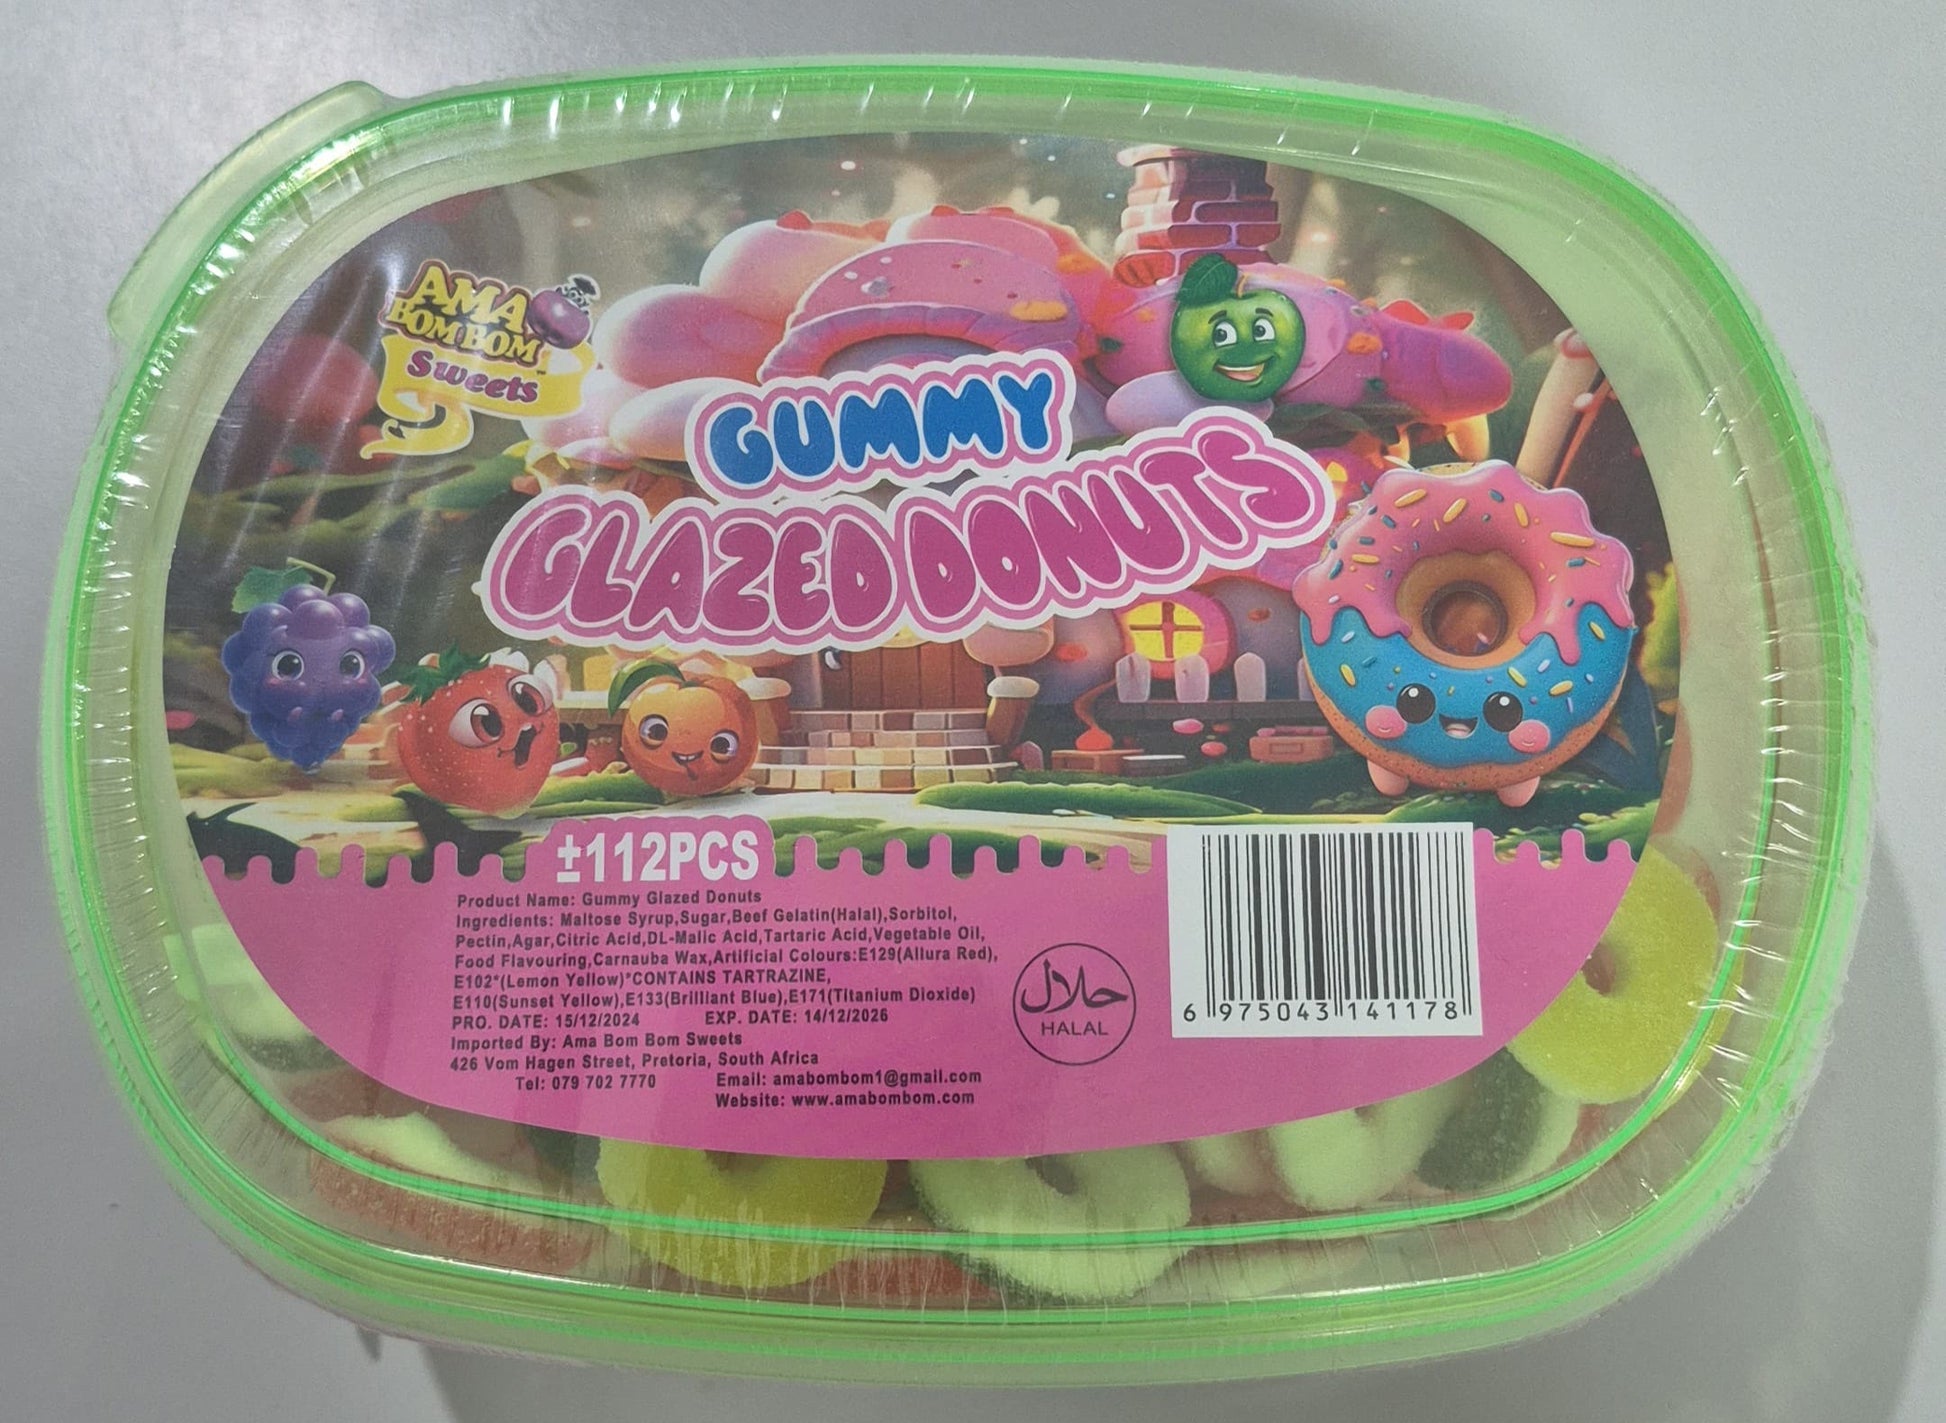 AMA
BOM BOM™
Sweets
GUMMY
GLAZED DONUTS
±112PCS
Product Name: Gummy Glazed Donuts
Ingredients: Maltose Syrup,Sugar,Beef Gelatin(Halal),Sorbitol,
Pectin,Agar,Citric Acid,DL-Malic Acid,Tartaric Acid,Vegetable Oil,
Food Flavouring,Carnauba Wax,Artificial Colours:E129(Allura Red),
E102*(Lemon Yellow)*CONTAINS TARTRAZINE,
E110(Sunset Yellow),E133(Brilliant Blue),E171(Titanium Dioxide)
PRO. DATE: 15/12/2024 EXP. DATE: 14/12/2026
Imported By: Ama Bom Bom Sweets
426 Vom Hagen Street, Pretoria, South Africa
Tel: 079 702 7770 Email: amabombom1@gmail.com
Website: www.amabombom.com
حلال
HALAL
6 975043 141178